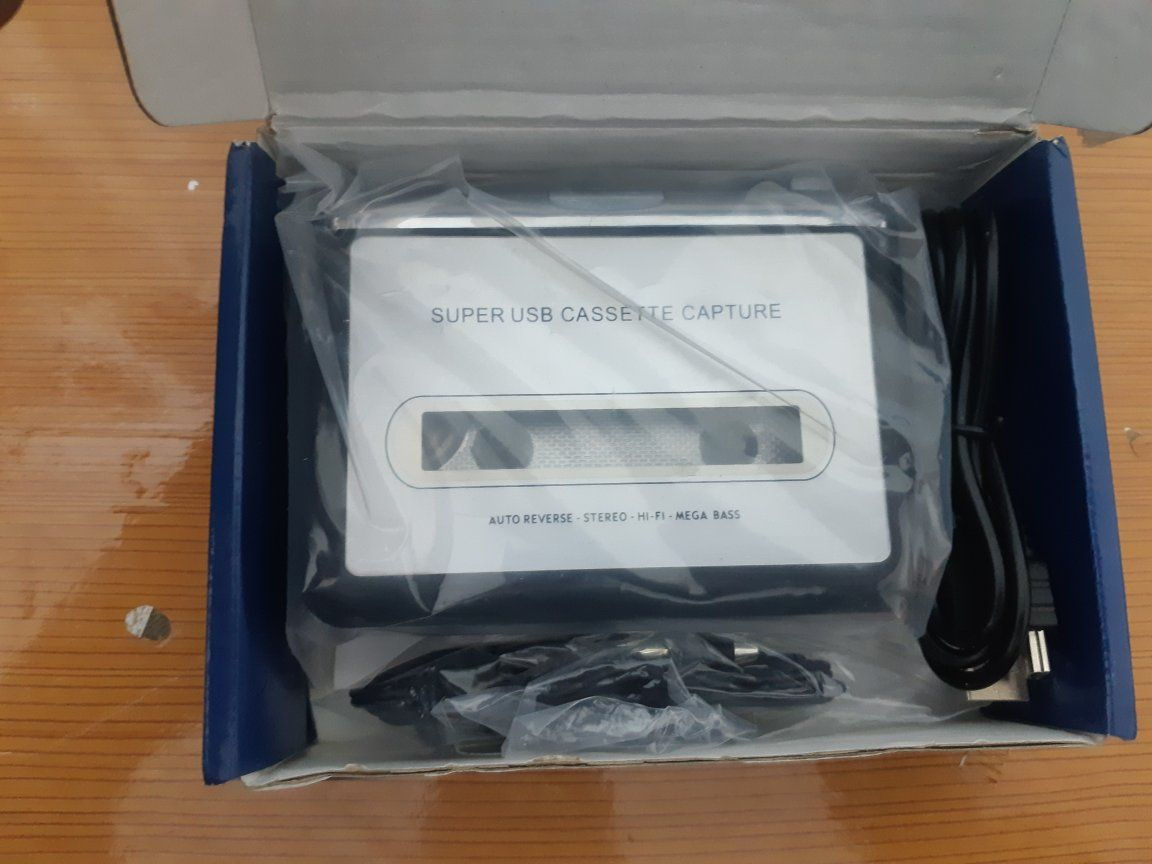 SUPER USB CASSETTE CAPTURE
AUTO REVERSE - STEREO - HI-FI - MEGA BASS